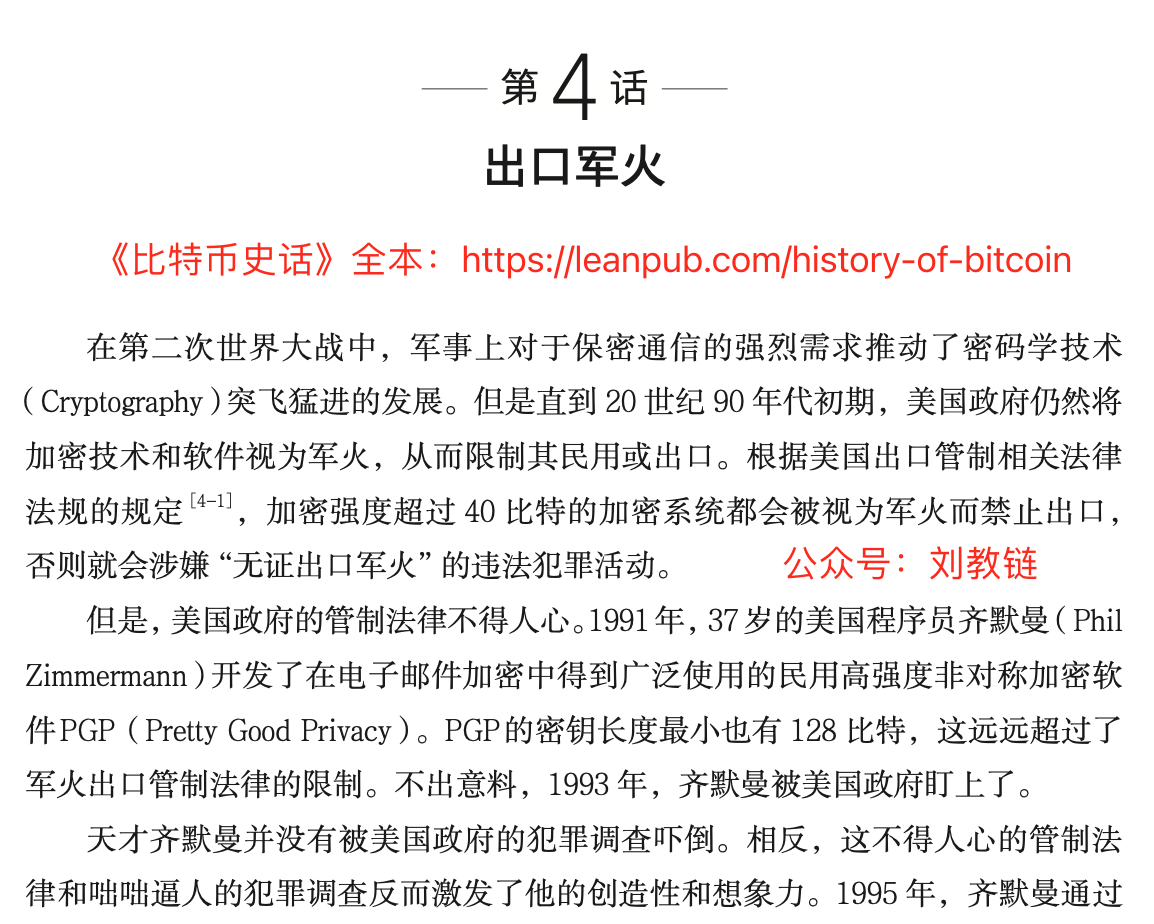 第4话
出口军火
《比特币史话》全本：https://leanpub.com/history-of-bitcoin
在第二次世界大战中，军事上对于保密通信的强烈需求推动了密码学技术
（Cryptography）突飞猛进的发展。但是直到 20 世纪 90 年代初期，美国政府仍然将
加密技术和软件视为军火，从而限制其民用或出口。根据美国出口管制相关法律
法规的规定[4-1]，加密强度超过 40 比特的加密系统都会被视为军火而禁止出口，
否则就会涉嫌“无证出口军火”的违法犯罪活动。
公众号：刘教链
但是，美国政府的管制法律不得人心。1991 年，37 岁的美国程序员齐默曼（Phil
Zimmermann）开发了在电子邮件加密中得到广泛使用的民用高强度非对称加密软
件PGP（Pretty Good Privacy）。PGP的密钥长度最小也有 128 比特，这远远超过了
军火出口管制法律的限制。不出意料，1993 年，齐默曼被美国政府盯上了。
天才齐默曼并没有被美国政府的犯罪调查吓倒。相反，这不得人心的管制法
律和咄咄逼人的犯罪调查反而激发了他的创造性和想象力。1995 年，齐默曼通过